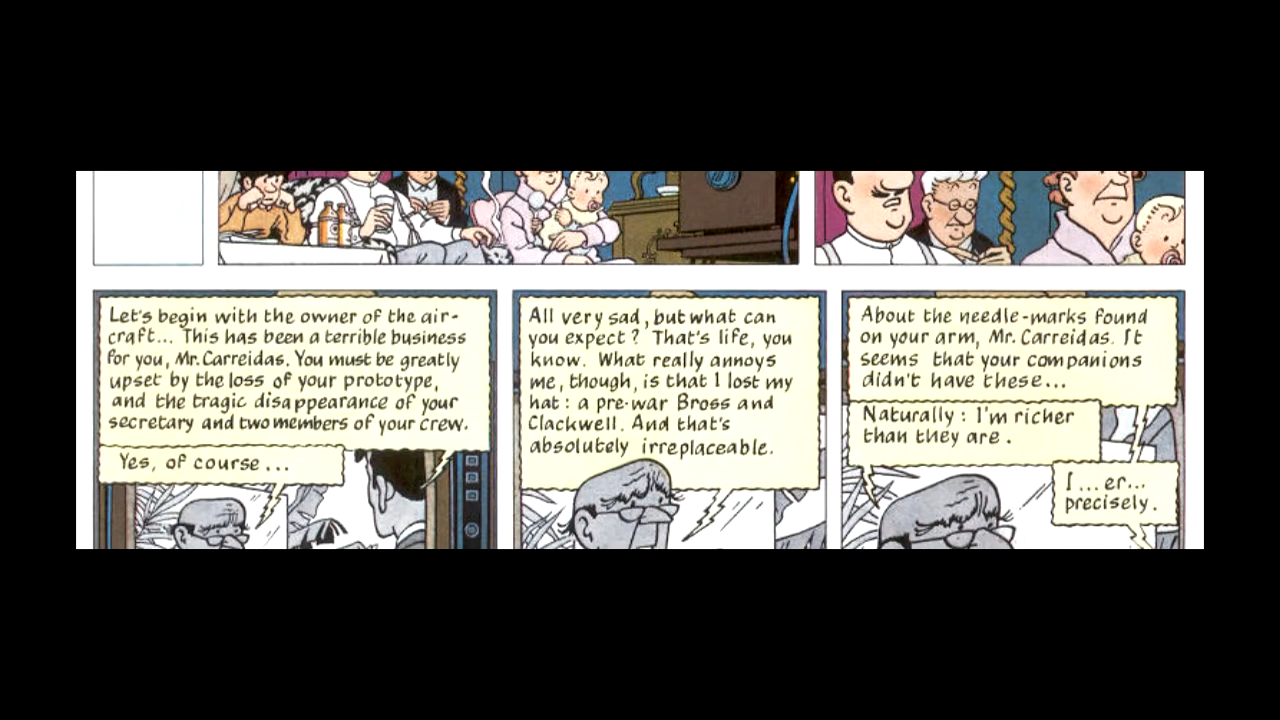 Let's begin with the owner of the air-
craft... This has been a terrible business
for you, Mr. Carreidas. You must be greatly
upset by the loss of your prototype,
and the tragic disappearance of your
secretary and two members of your crew.
Yes, of course...
All very sad, but what can
you expect? That's life, you
know. What really annoys
me, though, is that I lost my
hat: a pre-war Bross and
Clackwell. And that's
absolutely irreplaceable.
About the needle-marks found
on your arm, Mr. Carreidas. It
seems that your companions
didn't have these...
Naturally: I'm richer
than they are.
I...er...
precisely.